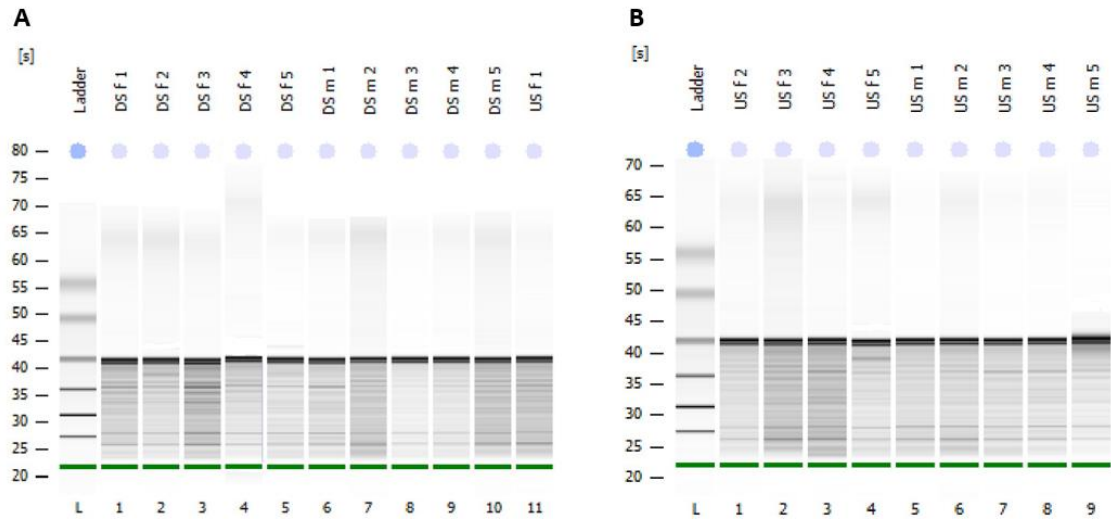 A
[s]
Ladder
DS f 1
DS f 2
DS f 3
DS f 4
DS f 5
DS m 1
DS m 2
DS m 3
DS m 4
DS m 5
US f 1
80
75
70
65
60
55
50
45
40
35
30
25
20
L 1 2 3 4 5 6 7 8 9 10 11
B
[s]
Ladder
US f 2
US f 3
US f 4
US f 5
US m 1
US m 2
US m 3
US m 4
US m 5
70
65
60
55
50
45
40
35
30
25
20
L 1 2 3 4 5 6 7 8 9